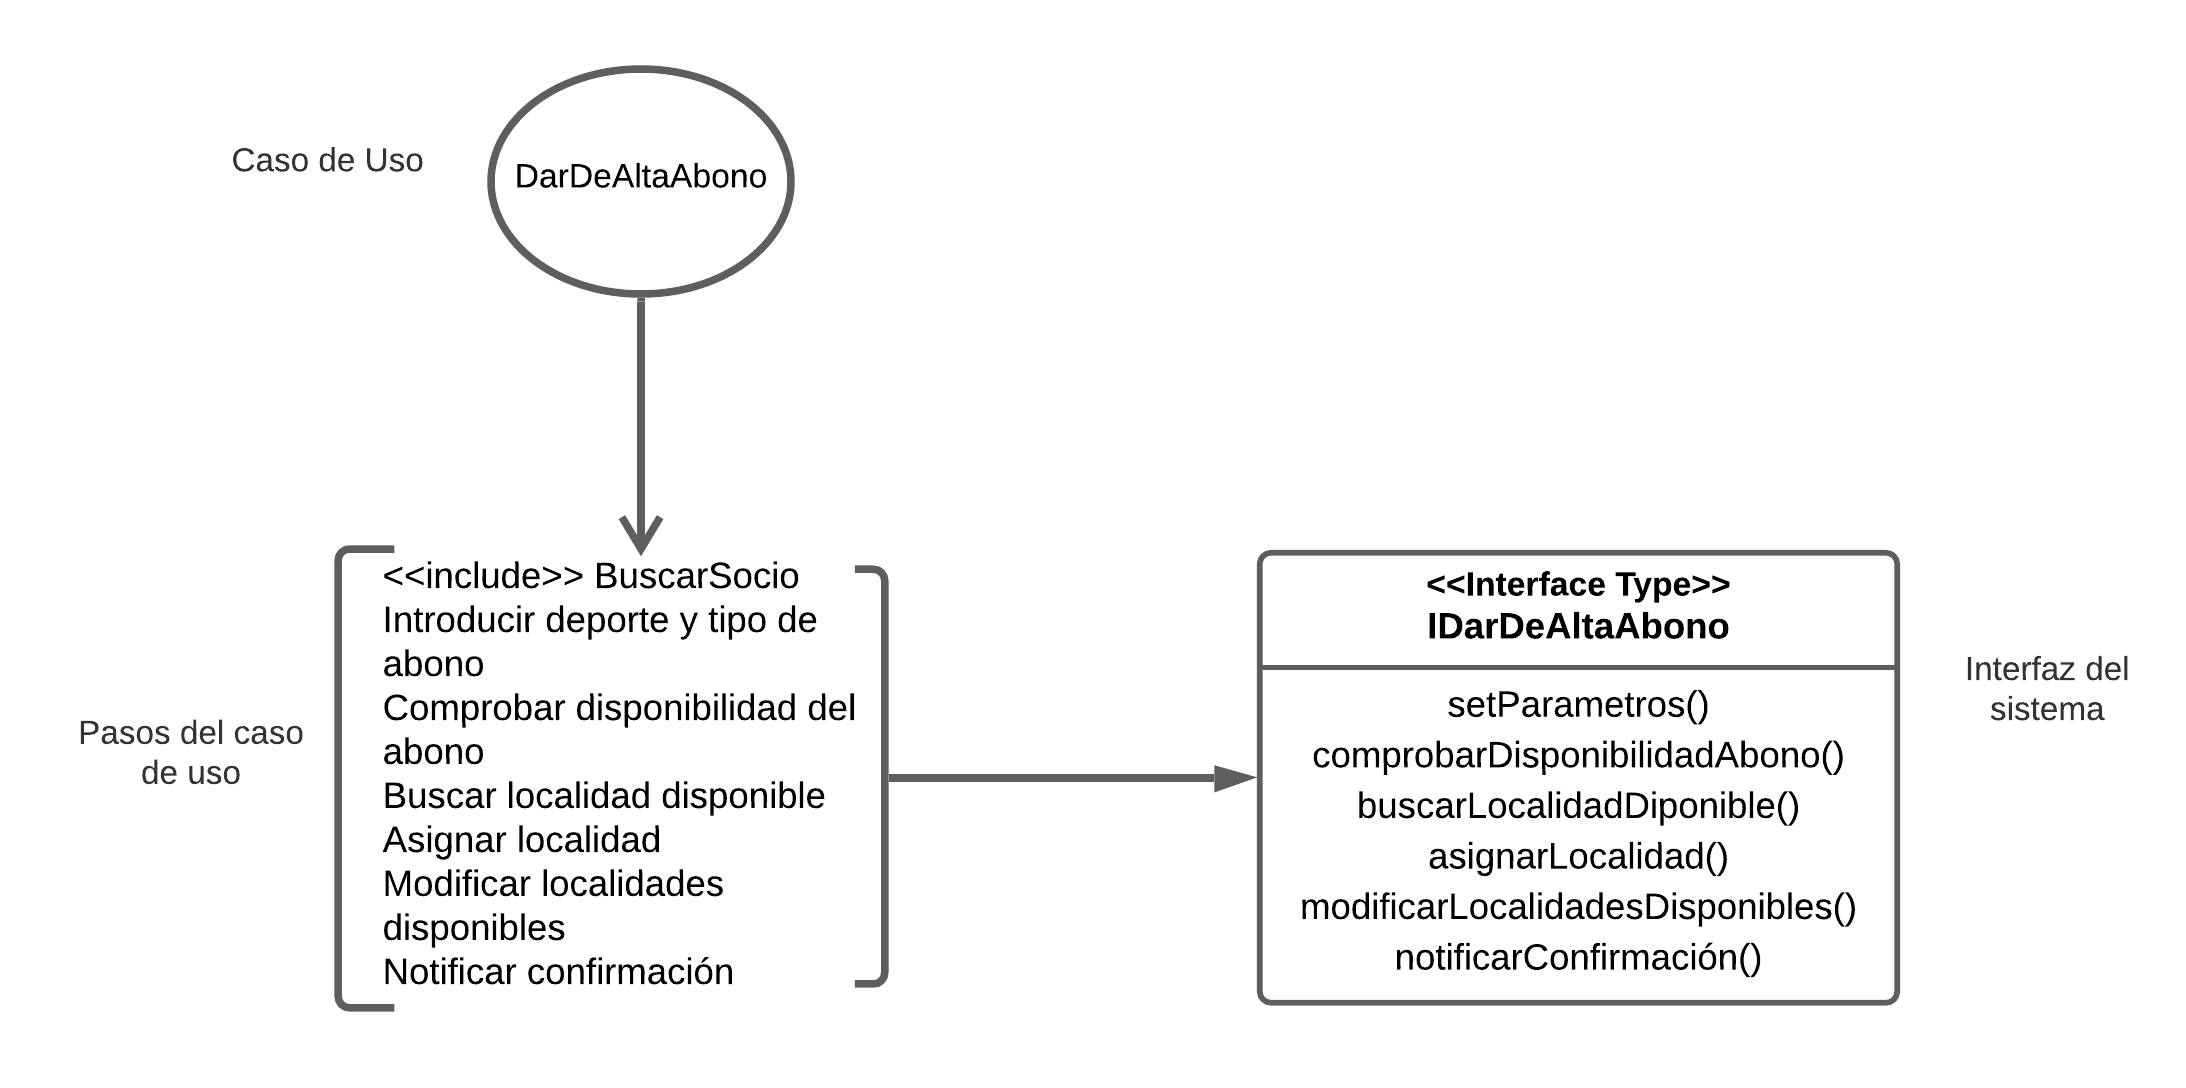 Caso de Uso
DarDeAltaAbono
Pasos del caso
de uso
<<include>> BuscarSocio
Introducir deporte y tipo de
abono
Comprobar disponibilidad del
abono
Buscar localidad disponible
Asignar localidad
Modificar localidades
disponibles
Notificar confirmación
<<Interface Type>>
IDarDeAltaAbono
setParametros()
comprobarDisponibilidadAbono()
buscarLocalidadDiponible()
asignarLocalidad()
modificarLocalidadesDisponibles()
notificarConfirmación()
Interfaz del
sistema